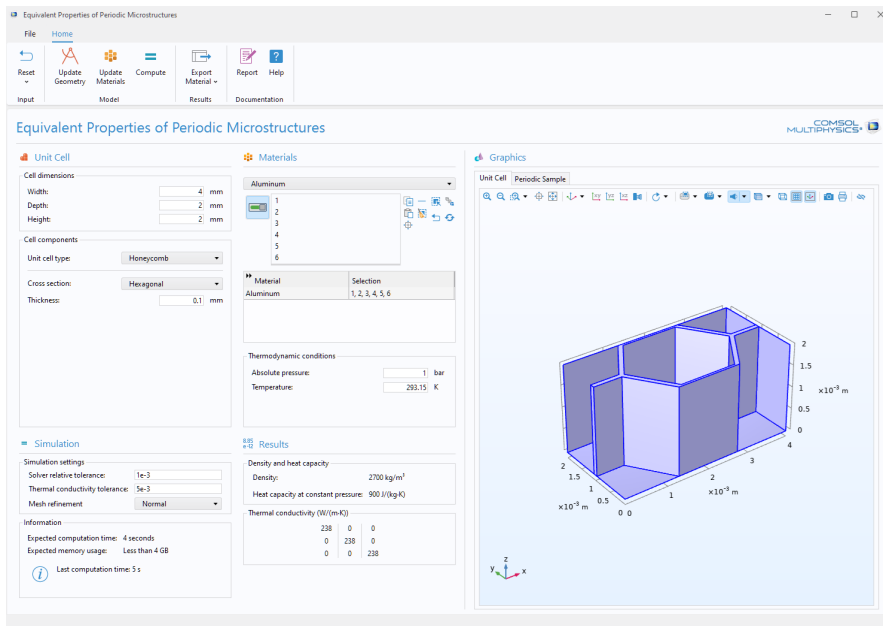 Equivalent Properties of Periodic Microstructures
File Home
Reset
Update Geometry
Update Materials
Compute
Export Material
Report
Help
Input
Model
Results
Documentation
Equivalent Properties of Periodic Microstructures
COMSOL
MULTIPHYSICS®
Unit Cell
Cell dimensions
Width: 4 mm
Depth: 2 mm
Height: 2 mm
Cell components
Unit cell type: Honeycomb
Cross section: Hexagonal
Thickness: 0.1 mm
Materials
Aluminum
1
2
3
4
5
6
Material Selection
Aluminum 1, 2, 3, 4, 5, 6
Thermodynamic conditions
Absolute pressure: 1 bar
Temperature: 293.15 K
Simulation
Simulation settings
Solver relative tolerance: 1e-3
Thermal conductivity tolerance: 5e-3
Mesh refinement Normal
Information
Expected computation time: 4 seconds
Expected memory usage: Less than 4 GB
Last computation time: 5 s
8.85
e-12
Results
Density and heat capacity
Density: 2700 kg/m³
Heat capacity at constant pressure: 900 J/(kg·K)
Thermal conductivity (W/(m·K))
238 0 0
0 238 0
0 0 238
Graphics
Unit Cell Periodic Sample
2
1.5
1
0.5
0
×10⁻³ m
4
3
2
1
0
×10⁻³ m
2
1.5
1
0.5
0
×10⁻³ m
z
y
x